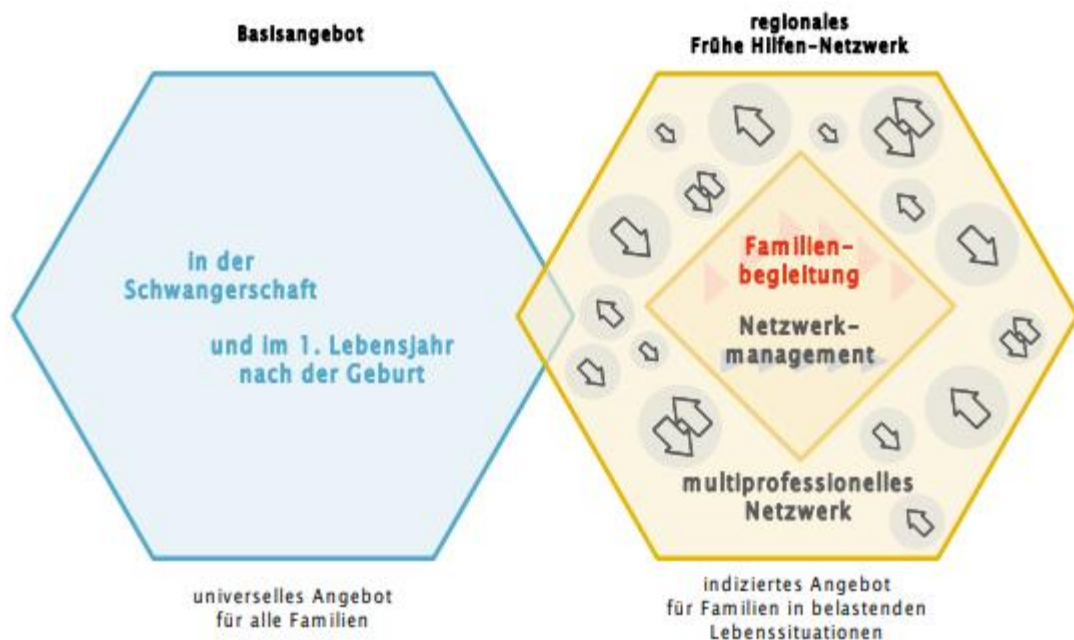 Basisangebot
in der
Schwangerschaft
und im 1. Lebensjahr
nach der Geburt
universelles Angebot
für alle Familien
regionales
Frühe Hilfen-Netzwerk
Familien-
begleitung
Netzwerk-
management
multiprofessionelles
Netzwerk
indiziertes Angebot
für Familien in belastenden
Lebenssituationen